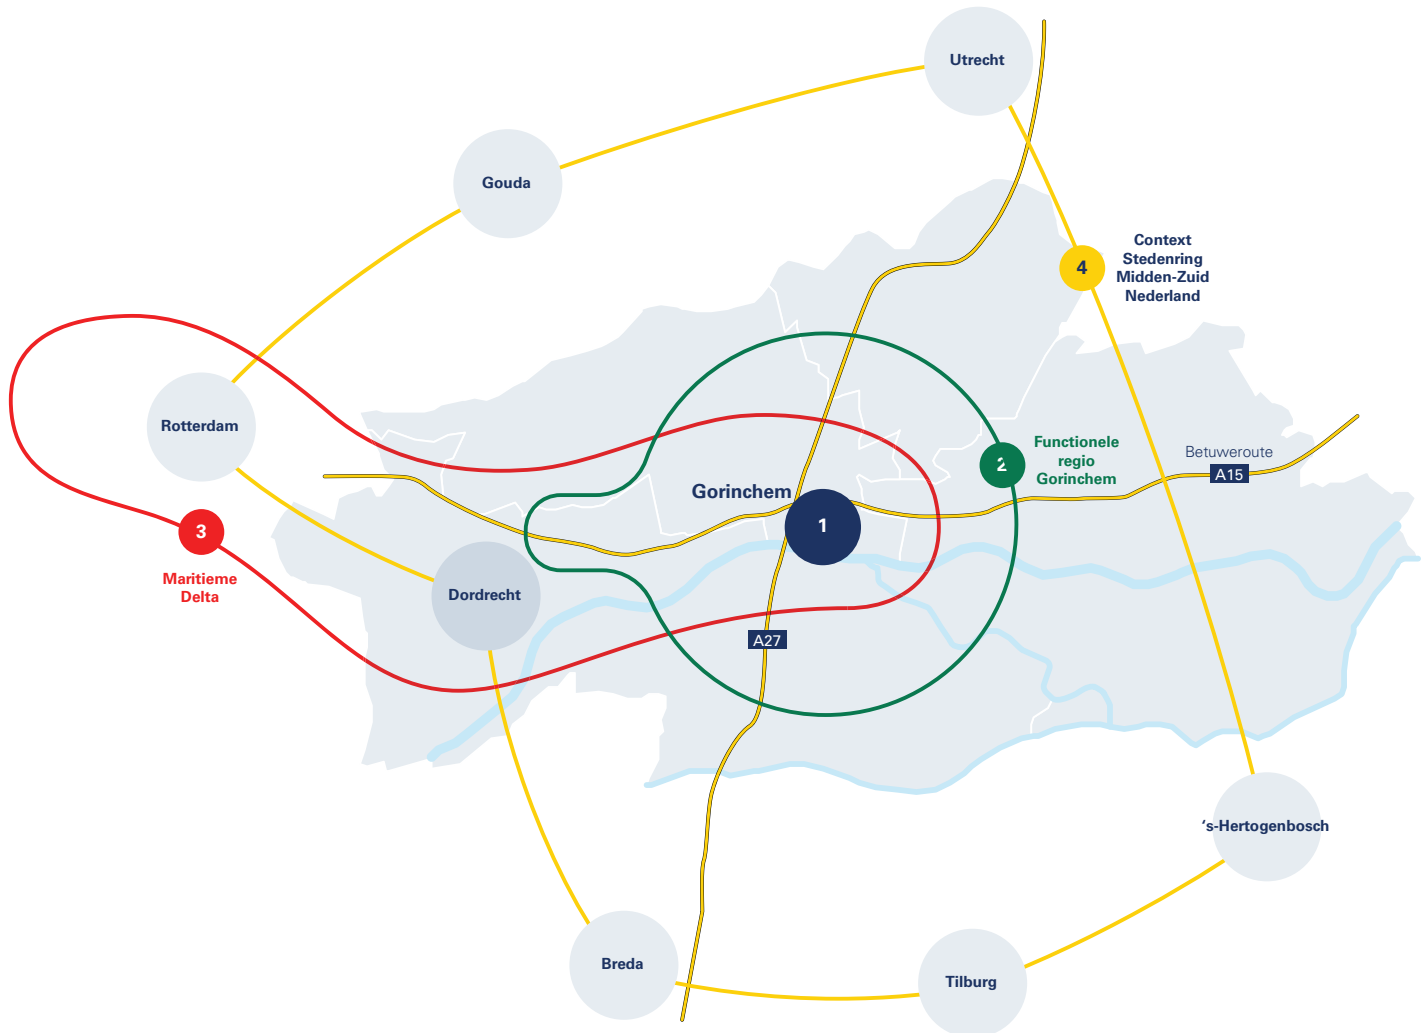 Utrecht
Gouda
4
Context
Stedenring
Midden-Zuid
Nederland
Rotterdam
2
Functionele
regio
Gorinchem
Betuweroute
A15
Gorinchem
1
3
Maritieme
Delta
Dordrecht
A27
‘s-Hertogenbosch
Breda
Tilburg